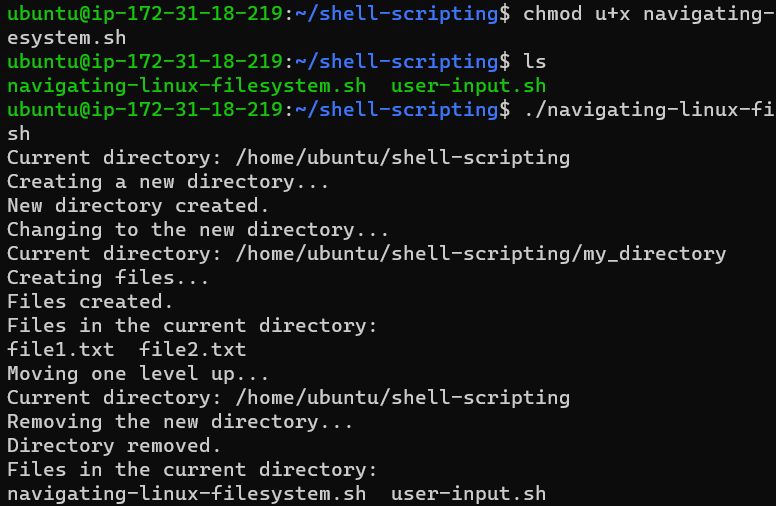 ubuntu@ip-172-31-18-219:~/shell-scripting$ chmod u+x navigating-
esystem.sh
ubuntu@ip-172-31-18-219:~/shell-scripting$ ls
navigating-linux-filesystem.sh  user-input.sh
ubuntu@ip-172-31-18-219:~/shell-scripting$ ./navigating-linux-fi
sh
Current directory: /home/ubuntu/shell-scripting
Creating a new directory...
New directory created.
Changing to the new directory...
Current directory: /home/ubuntu/shell-scripting/my_directory
Creating files...
Files created.
Files in the current directory:
file1.txt  file2.txt
Moving one level up...
Current directory: /home/ubuntu/shell-scripting
Removing the new directory...
Directory removed.
Files in the current directory:
navigating-linux-filesystem.sh  user-input.sh